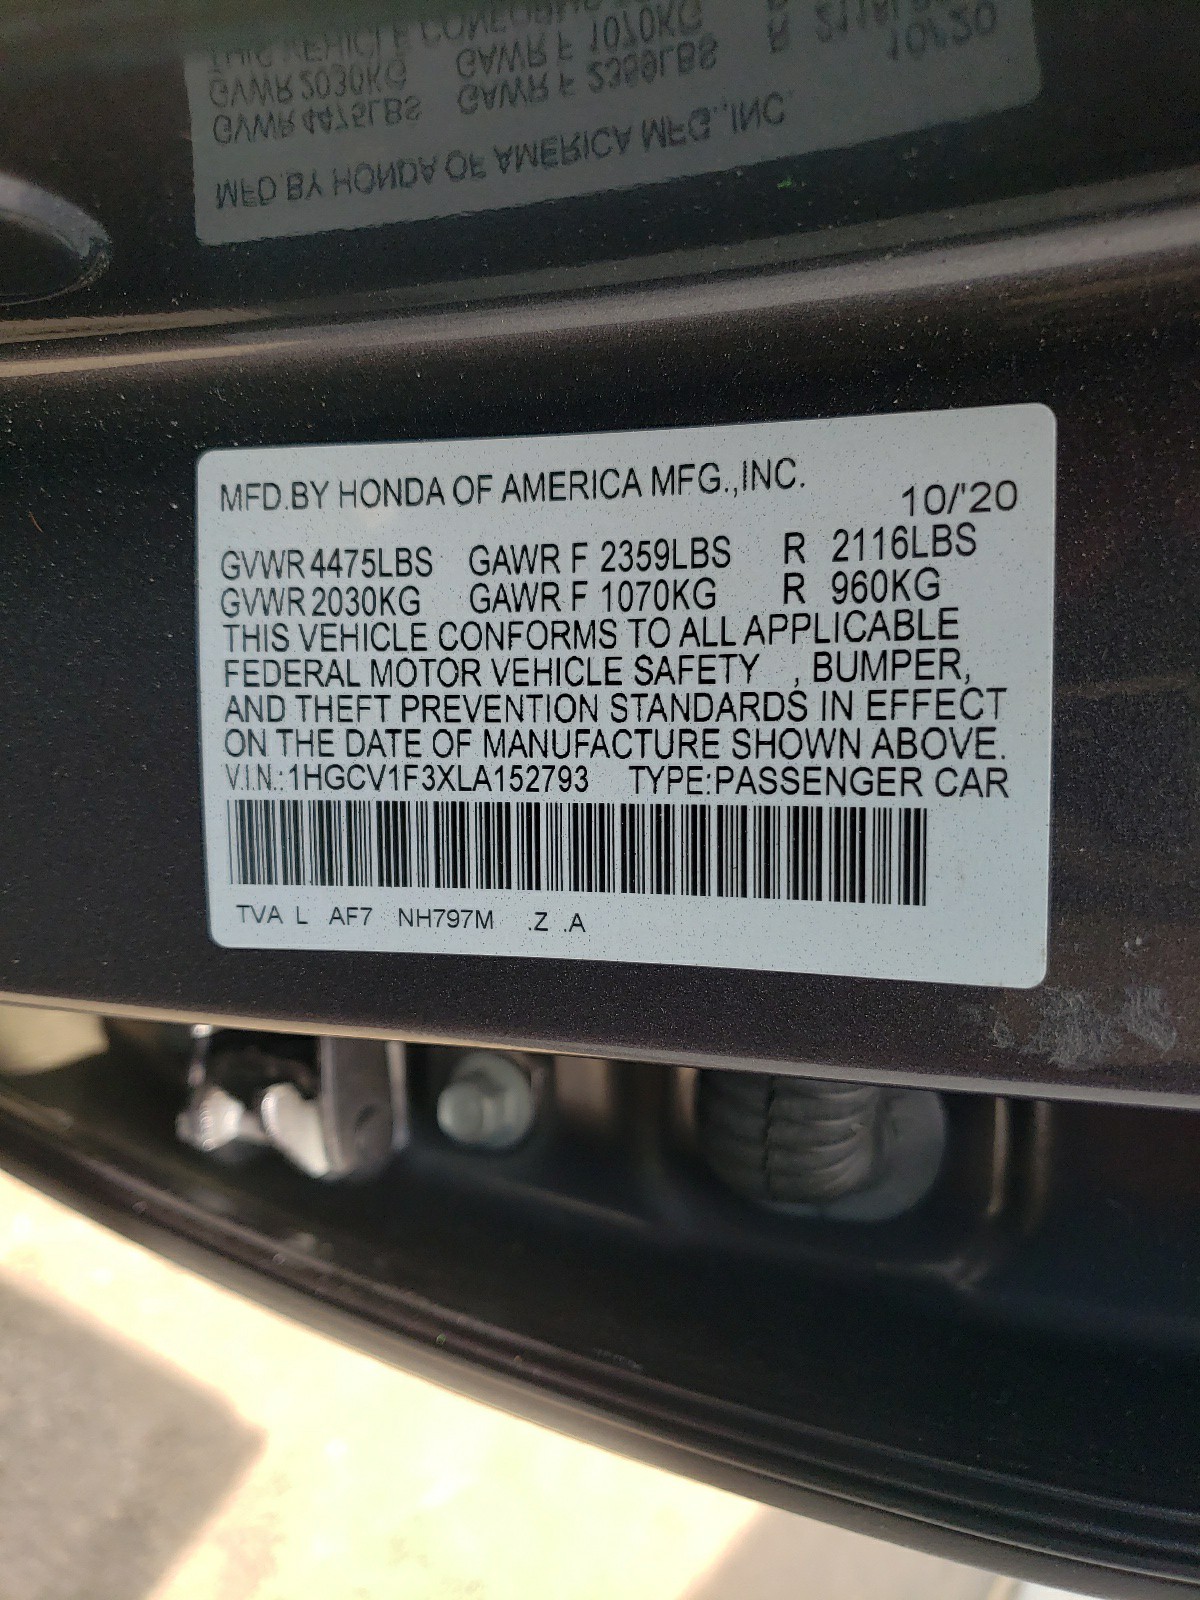 MFD.BY HONDA OF AMERICA MFG.,INC.
10/'20
GVWR 4475LBS GAWR F 2359LBS R 2116LBS
GVWR 2030KG GAWR F 1070KG R 960KG
THIS VEHICLE CONFORMS TO ALL APPLICABLE
FEDERAL MOTOR VEHICLE SAFETY , BUMPER,
AND THEFT PREVENTION STANDARDS IN EFFECT
ON THE DATE OF MANUFACTURE SHOWN ABOVE.
V.I.N.:1HGCV1F3XLA152793 TYPE:PASSENGER CAR
TVA L AF7 NH797M .Z .A